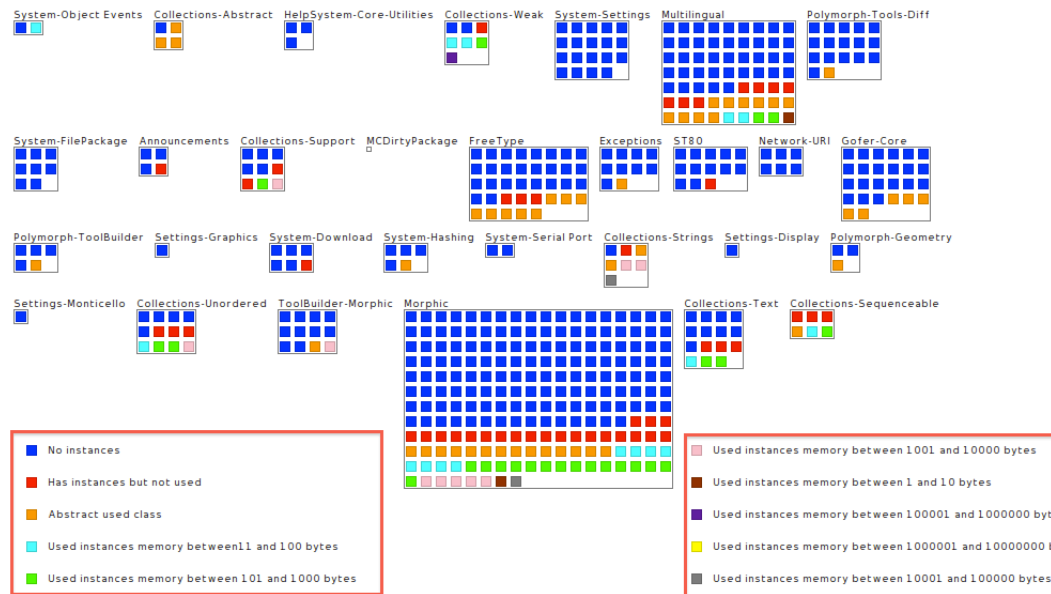 System-Object Events Collections-Abstract HelpSystem-Core-Utilities Collections-Weak System-Settings Multilingual Polymorph-Tools-Diff
System-FilePackage Announcements Collections-Support MCDirtyPackage FreeType Exceptions ST80 Network-URI Gofer-Core
Polymorph-ToolBuilder Settings-Graphics System-Download System-Hashing System-Serial Port Collections-Strings Settings-Display Polymorph-Geometry
Settings-Monticello Collections-Unordered ToolBuilder-Morphic Morphic Collections-Text Collections-Sequenceable
No instances
Has instances but not used
Abstract used class
Used instances memory between11 and 100 bytes
Used instances memory between 101 and 1000 bytes
Used instances memory between 1001 and 10000 bytes
Used instances memory between 1 and 10 bytes
Used instances memory between 100001 and 1000000 byt
Used instances memory between 1000001 and 10000000 b
Used instances memory between 10001 and 100000 bytes